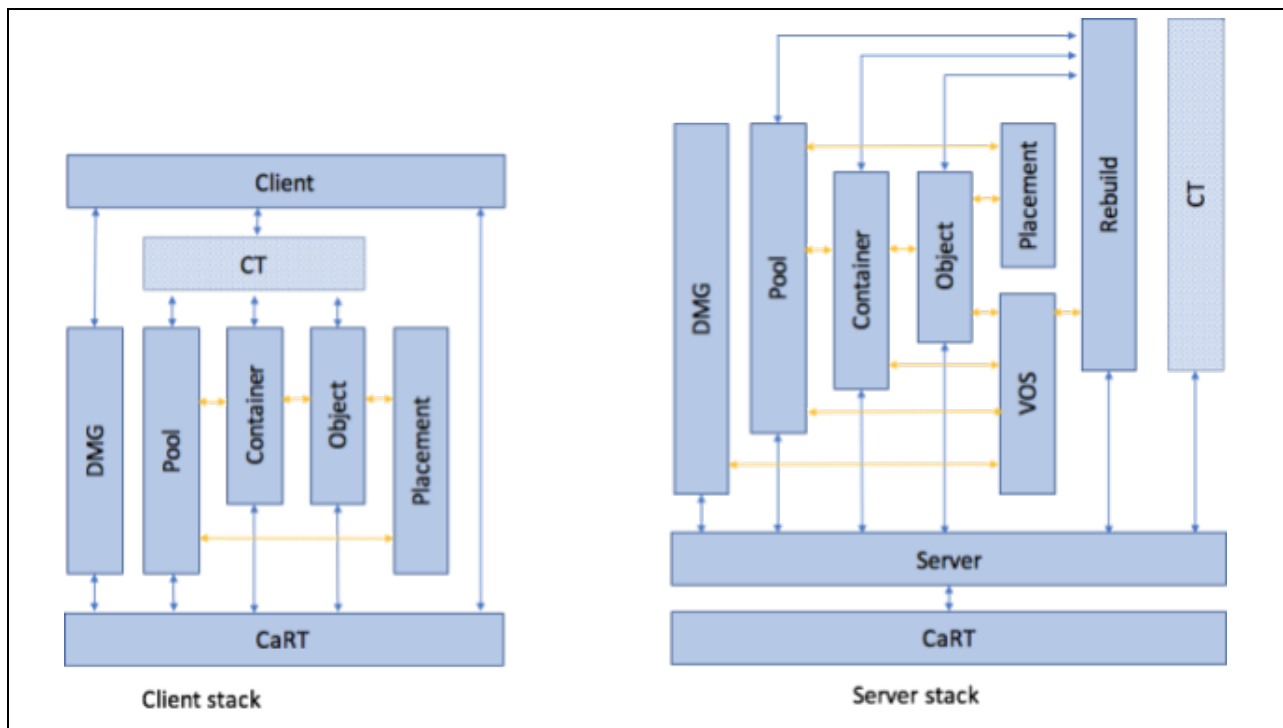 Client
CT
DMG
Pool
Container
Object
Placement
CaRT
Client stack
DMG
Pool
Container
Object
Placement
VOS
Rebuild
CT
Server
CaRT
Server stack